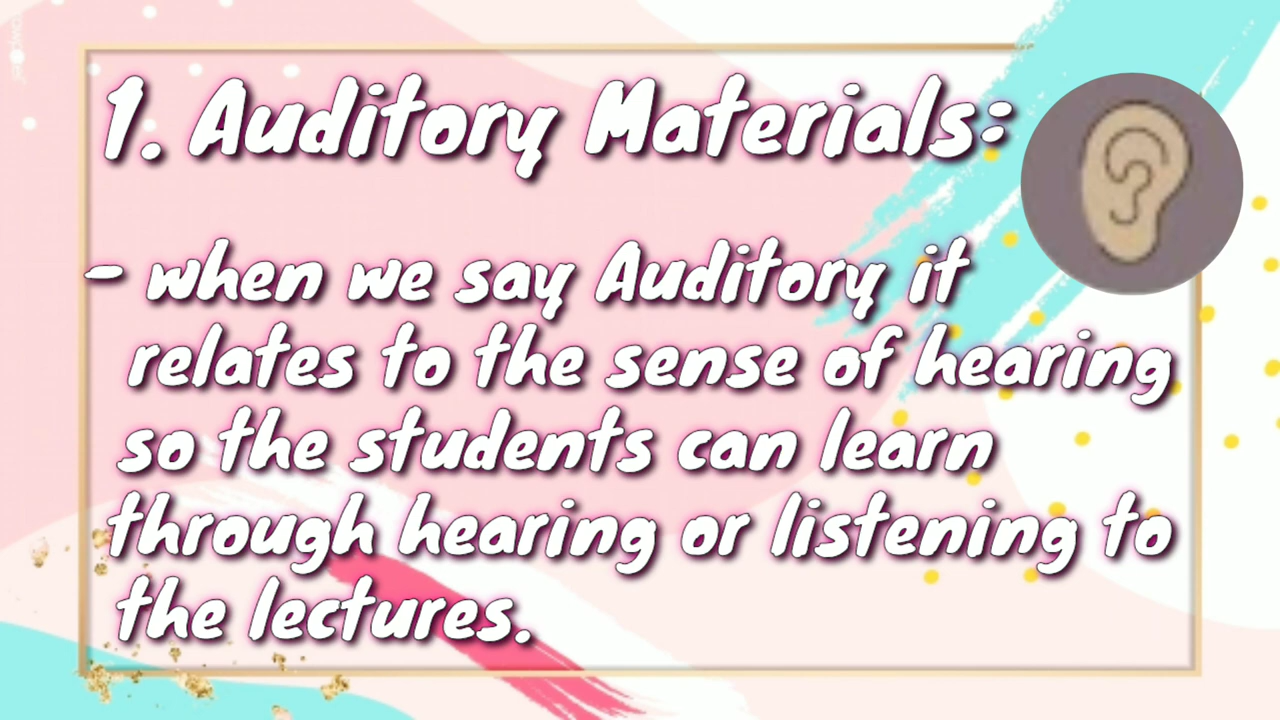 1. Auditory Materials:
- when we say Auditory it
relates to the sense of hearing
so the students can learn
through hearing or listening to
the lectures.